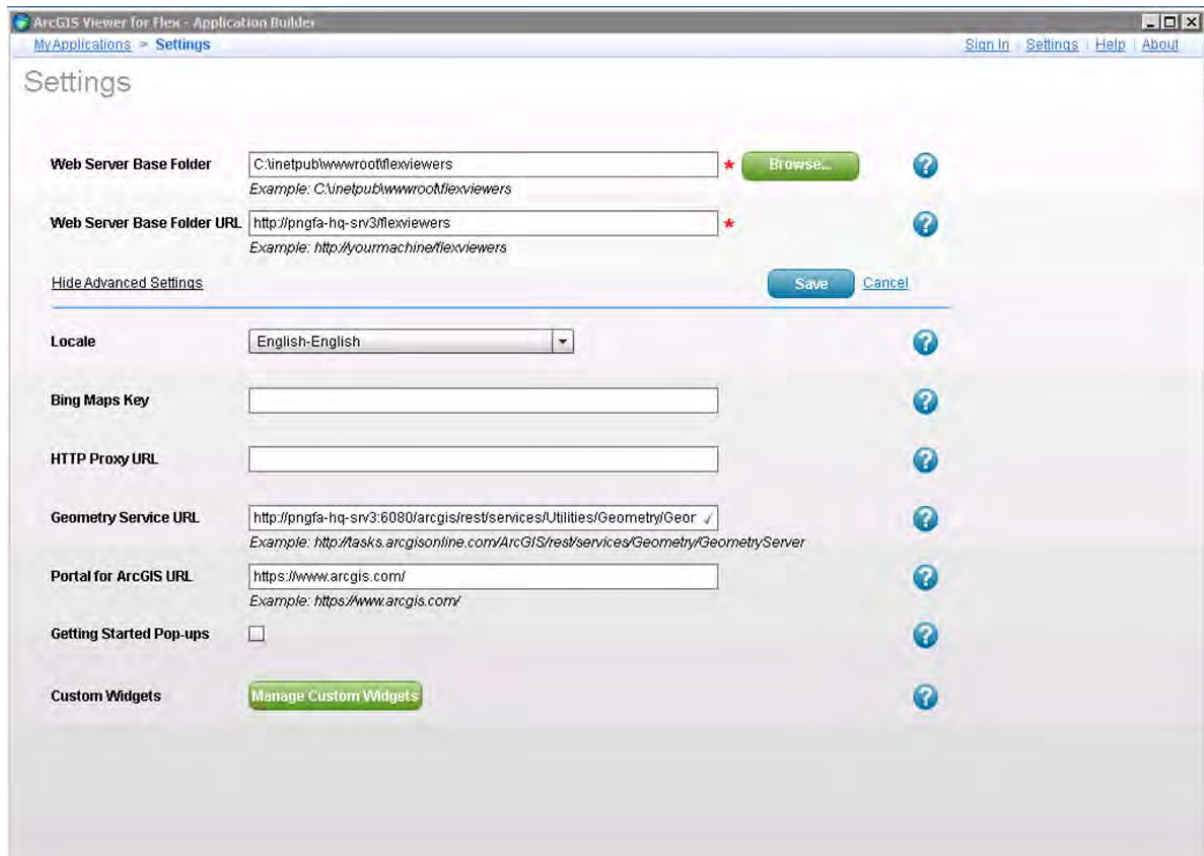 ArcGIS Viewer for Flex - Application Builder
My Applications > Settings
Sign In | Settings | Help | About
Settings
Web Server Base Folder
C:\inetpub\wwwroot\flexviewers
* Browse... ?
Example: C:\inetpub\wwwroot\flexviewers
Web Server Base Folder URL
http://pngfa-hq-srv3/flexviewers
* ?
Example: http://yourmachine/flexviewers
Hide Advanced Settings
Save Cancel
Locale
English-English
?
Bing Maps Key
?
HTTP Proxy URL
?
Geometry Service URL
http://pngfa-hq-srv3:6080/arcgis/rest/services/Utilities/Geometry/Geor
?
Example: http://tasks.arcgisonline.com/ArcGIS/rest/services/Geometry/GeometryServer
Portal for ArcGIS URL
https://www.arcgis.com/
?
Example: https://www.arcgis.com/
Getting Started Pop-ups
?
Custom Widgets
Manage Custom Widgets
?